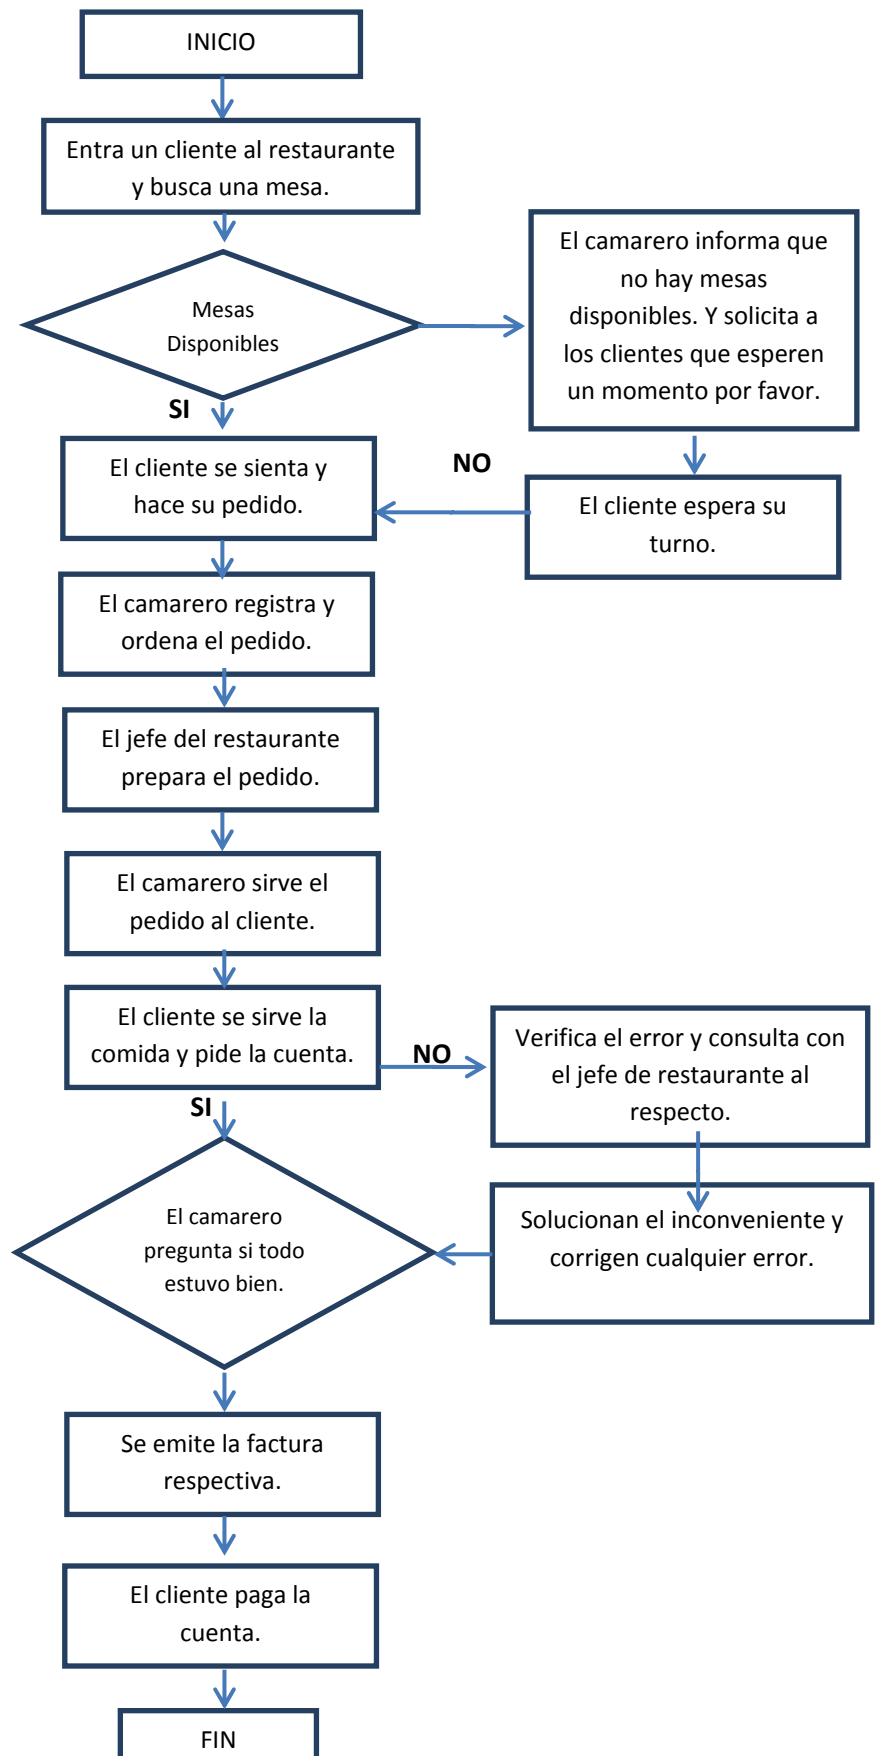 INICIO
Entra un cliente al restaurante
y busca una mesa.
Mesas
Disponibles
El camarero informa que
no hay mesas
disponibles. Y solicita a
los clientes que esperen
un momento por favor.
SI
NO
El cliente se sienta y
hace su pedido.
El cliente espera su
turno.
El camarero registra y
ordena el pedido.
El jefe del restaurante
prepara el pedido.
El camarero sirve el
pedido al cliente.
El cliente se sirve la
comida y pide la cuenta.
NO
Verifica el error y consulta con
el jefe de restaurante al
respecto.
SI
El camarero
pregunta si todo
estuvo bien.
Solucionan el inconveniente y
corrigen cualquier error.
Se emite la factura
respectiva.
El cliente paga la
cuenta.
FIN